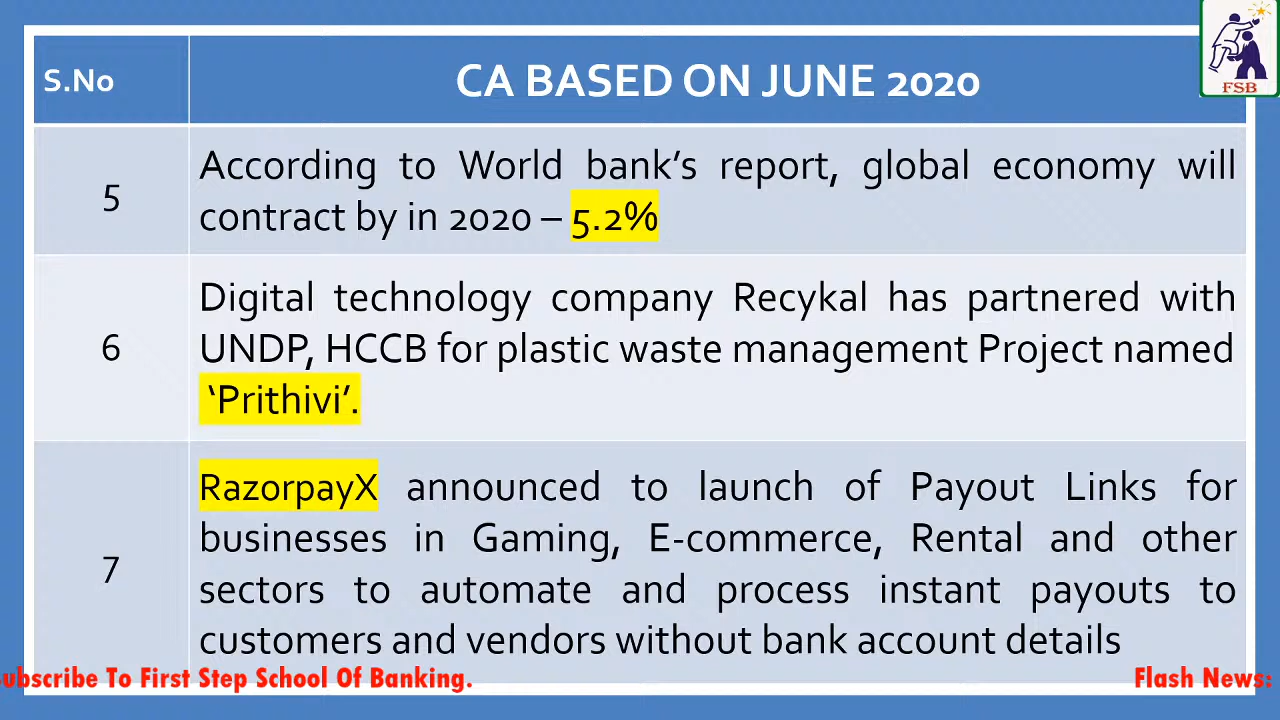 S.No
CA BASED ON JUNE 2020
FSB
5
According to World bank's report, global economy will
contract by in 2020 – 5.2%
6
Digital technology company Recykal has partnered with
UNDP, HCCB for plastic waste management Project named
‘Prithivi’.
7
RazorpayX announced to launch of Payout Links for
businesses in Gaming, E-commerce, Rental and other
sectors to automate and process instant payouts to
customers and vendors without bank account details
ubscribe To First Step School Of Banking.
Flash News: